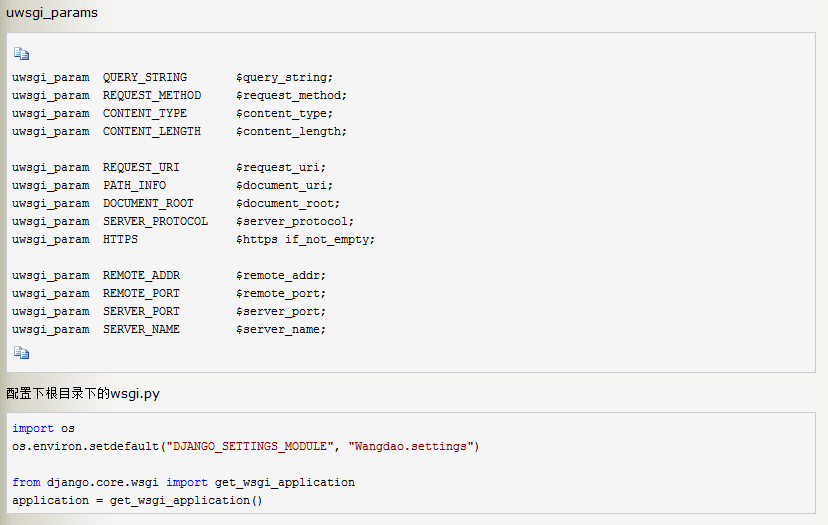 uwsgi_params
uwsgi_param  QUERY_STRING       $query_string;
uwsgi_param  REQUEST_METHOD     $request_method;
uwsgi_param  CONTENT_TYPE       $content_type;
uwsgi_param  CONTENT_LENGTH     $content_length;
uwsgi_param  REQUEST_URI        $request_uri;
uwsgi_param  PATH_INFO          $document_uri;
uwsgi_param  DOCUMENT_ROOT      $document_root;
uwsgi_param  SERVER_PROTOCOL    $server_protocol;
uwsgi_param  HTTPS              $https if_not_empty;
uwsgi_param  REMOTE_ADDR        $remote_addr;
uwsgi_param  REMOTE_PORT        $remote_port;
uwsgi_param  SERVER_PORT        $server_port;
uwsgi_param  SERVER_NAME        $server_name;
配置下根目录下的wsgi.py
import os
os.environ.setdefault("DJANGO_SETTINGS_MODULE", "Wangdao.settings")
from django.core.wsgi import get_wsgi_application
application = get_wsgi_application()